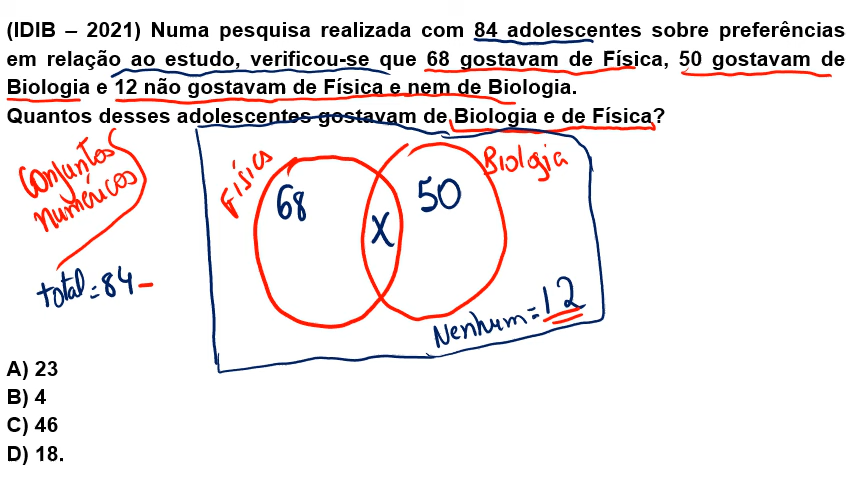 (IDIB – 2021) Numa pesquisa realizada com 84 adolescentes sobre preferências
em relação ao estudo, verificou-se que 68 gostavam de Física, 50 gostavam de
Biologia e 12 não gostavam de Física e nem de Biologia.
Quantos desses adolescentes gostavam de Biologia e de Física?
Conjuntos
numéricos
Física
Biologia
68
X
50
total = 84 -
Nenhum = 12
A) 23
B) 4
C) 46
D) 18.